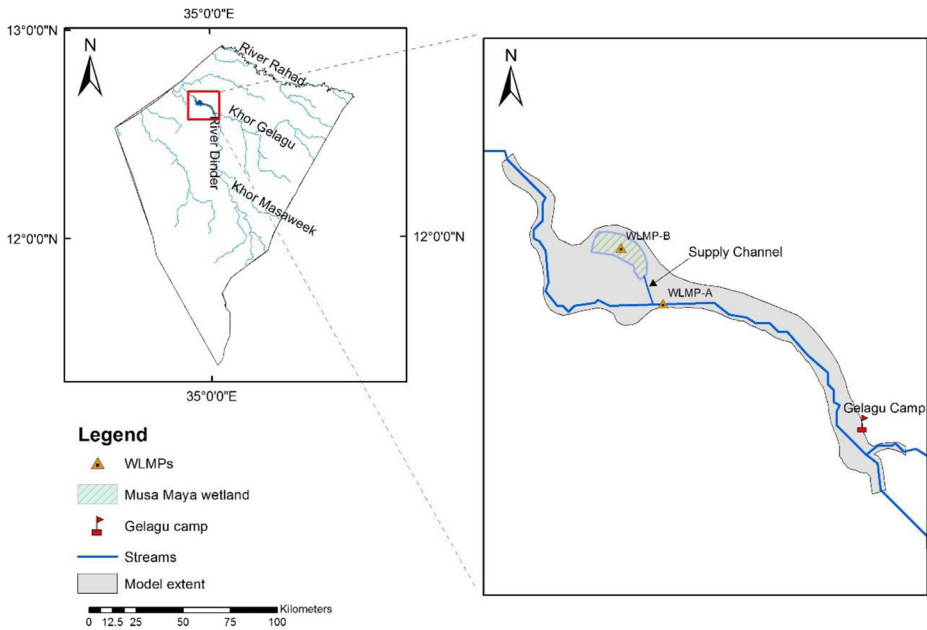 35°0'0"E
13°0'0"N
N
River Rahad
Khor Gelagu
River Dinder
Khor Masaweek
12°0'0"N
12°0'0"N
35°0'0"E
N
WLMP-B
Supply Channel
WLMP-A
Gelagu Camp
Legend
WLMPs
Musa Maya wetland
Gelagu camp
Streams
Model extent
Kilometers
0 12.5 25 50 75 100